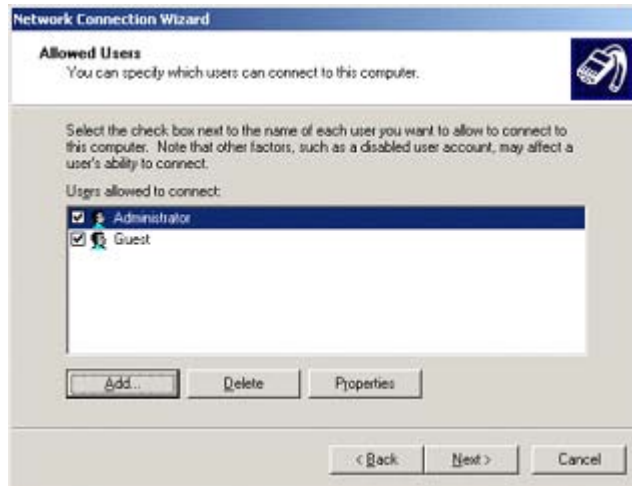 Network Connection Wizard
Allowed Users
You can specify which users can connect to this computer.
Select the check box next to the name of each user you want to allow to connect to
this computer. Note that other factors, such as a disabled user account, may affect a
user's ability to connect.
Users allowed to connect:
Administrator
Guest
Add...
Delete
Properties
< Back
Next >
Cancel